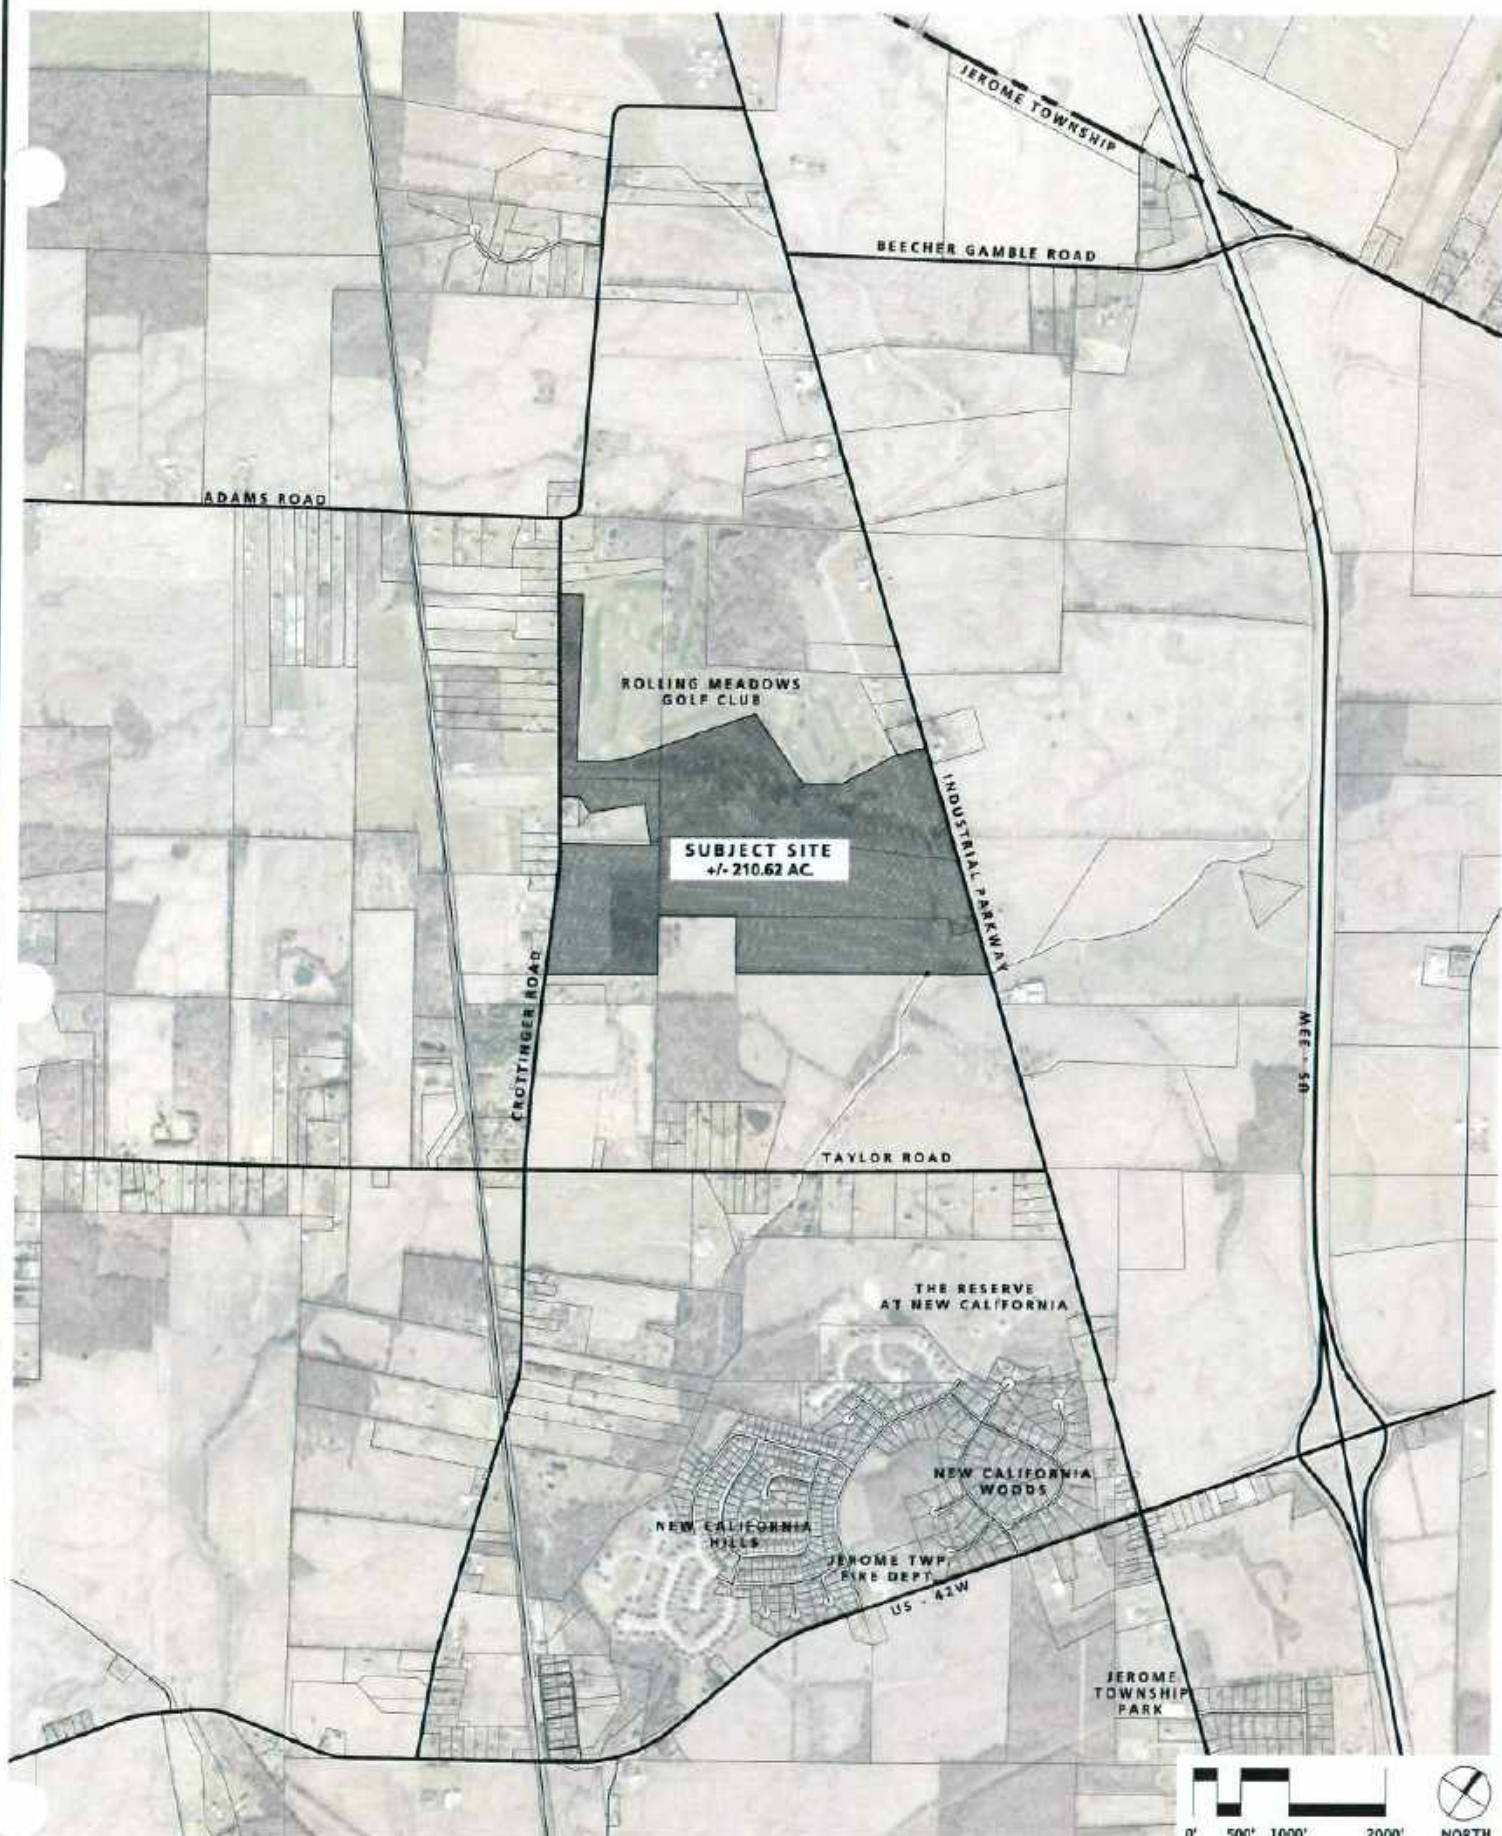 JEROME TOWNSHIP
BEECHER GAMBLE ROAD
ADAMS ROAD
ROLLING MEADOWS
GOLF CLUB
INDUSTRIAL PARKWAY
SUBJECT SITE
+/- 210.62 AC.
CROTTINGER ROAD
US - 33W
TAYLOR ROAD
THE RESERVE
AT NEW CALIFORNIA
NEW CALIFORNIA
WOODS
NEW CALIFORNIA
HILLS
JEROME TWP.
FIRE DEPT.
US - 42W
JEROME
TOWNSHIP
PARK
0' 500' 1000' 2000'
NORTH